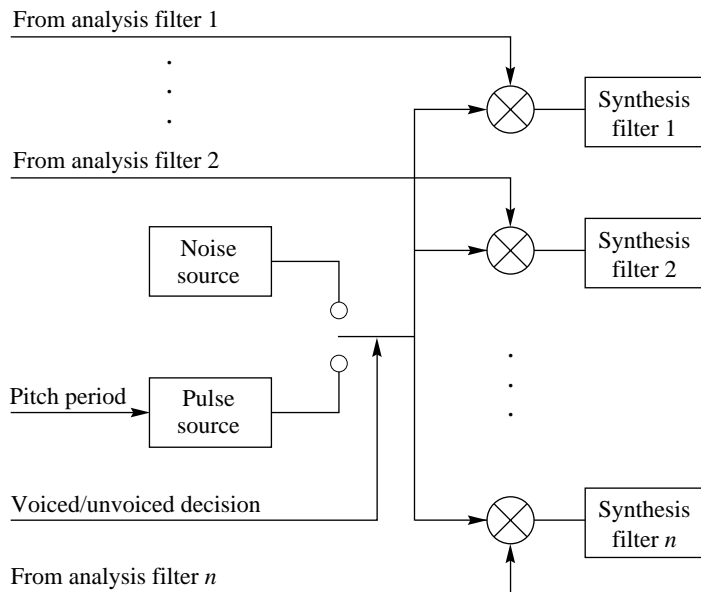 From analysis filter 1
Synthesis
filter 1
From analysis filter 2
Synthesis
filter 2
Noise
source
Pitch period
Pulse
source
Voiced/unvoiced decision
Synthesis
filter n
From analysis filter n